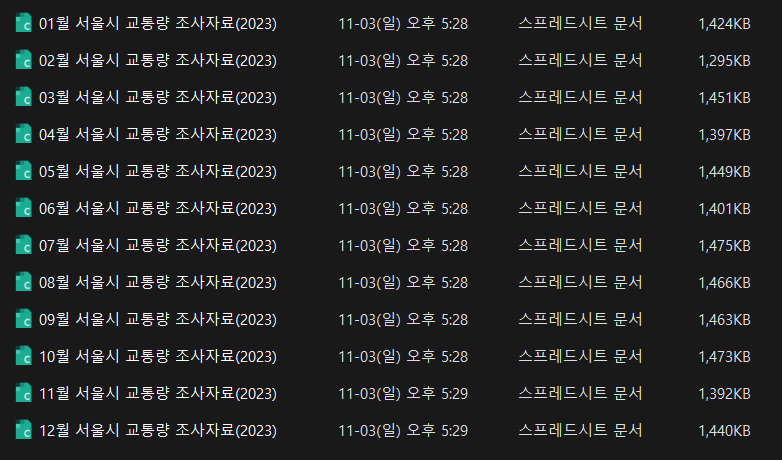 01월 서울시 교통량 조사자료(2023) 11-03(일) 오후 5:28 스프레드시트 문서 1,424KB
02월 서울시 교통량 조사자료(2023) 11-03(일) 오후 5:28 스프레드시트 문서 1,295KB
03월 서울시 교통량 조사자료(2023) 11-03(일) 오후 5:28 스프레드시트 문서 1,451KB
04월 서울시 교통량 조사자료(2023) 11-03(일) 오후 5:28 스프레드시트 문서 1,397KB
05월 서울시 교통량 조사자료(2023) 11-03(일) 오후 5:28 스프레드시트 문서 1,449KB
06월 서울시 교통량 조사자료(2023) 11-03(일) 오후 5:28 스프레드시트 문서 1,401KB
07월 서울시 교통량 조사자료(2023) 11-03(일) 오후 5:28 스프레드시트 문서 1,475KB
08월 서울시 교통량 조사자료(2023) 11-03(일) 오후 5:28 스프레드시트 문서 1,466KB
09월 서울시 교통량 조사자료(2023) 11-03(일) 오후 5:28 스프레드시트 문서 1,463KB
10월 서울시 교통량 조사자료(2023) 11-03(일) 오후 5:28 스프레드시트 문서 1,473KB
11월 서울시 교통량 조사자료(2023) 11-03(일) 오후 5:29 스프레드시트 문서 1,392KB
12월 서울시 교통량 조사자료(2023) 11-03(일) 오후 5:29 스프레드시트 문서 1,440KB